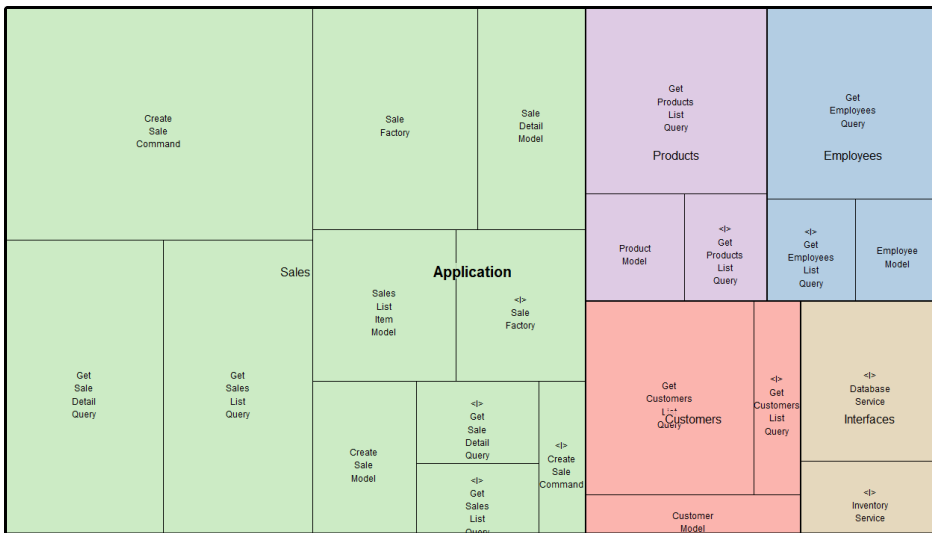 Create
Sale
Command
Sale
Factory
Sale
Detail
Model
Get
Products
List
Query
Products
Get
Employees
Query
Employees
Product
Model
<I>
Get
Products
List
Query
<I>
Get
Employees
List
Query
Employee
Model
Sales
Application
Sales
List
Item
Model
<I>
Sale
Factory
Get
Sale
Detail
Query
Get
Sales
List
Query
Create
Sale
Model
<I>
Get
Sale
Detail
Query
<I>
Get
Sales
List
Query
<I>
Create
Sale
Command
Get
Customers
List
Query
Customers
<I>
Get
Customers
List
Query
Customer
Model
<I>
Database
Service
Interfaces
<I>
Inventory
Service